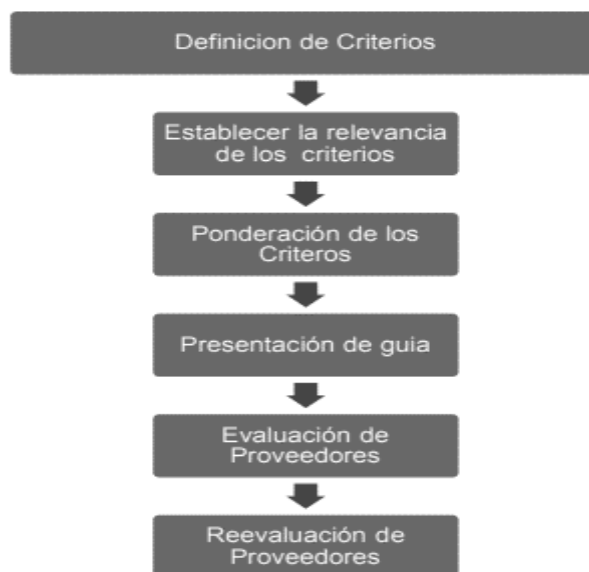 Definicion de Criterios
Establecer la relevancia
de los criterios
Ponderación de los
Criteros
Presentación de guia
Evaluación de
Proveedores
Reevaluación de
Proveedores